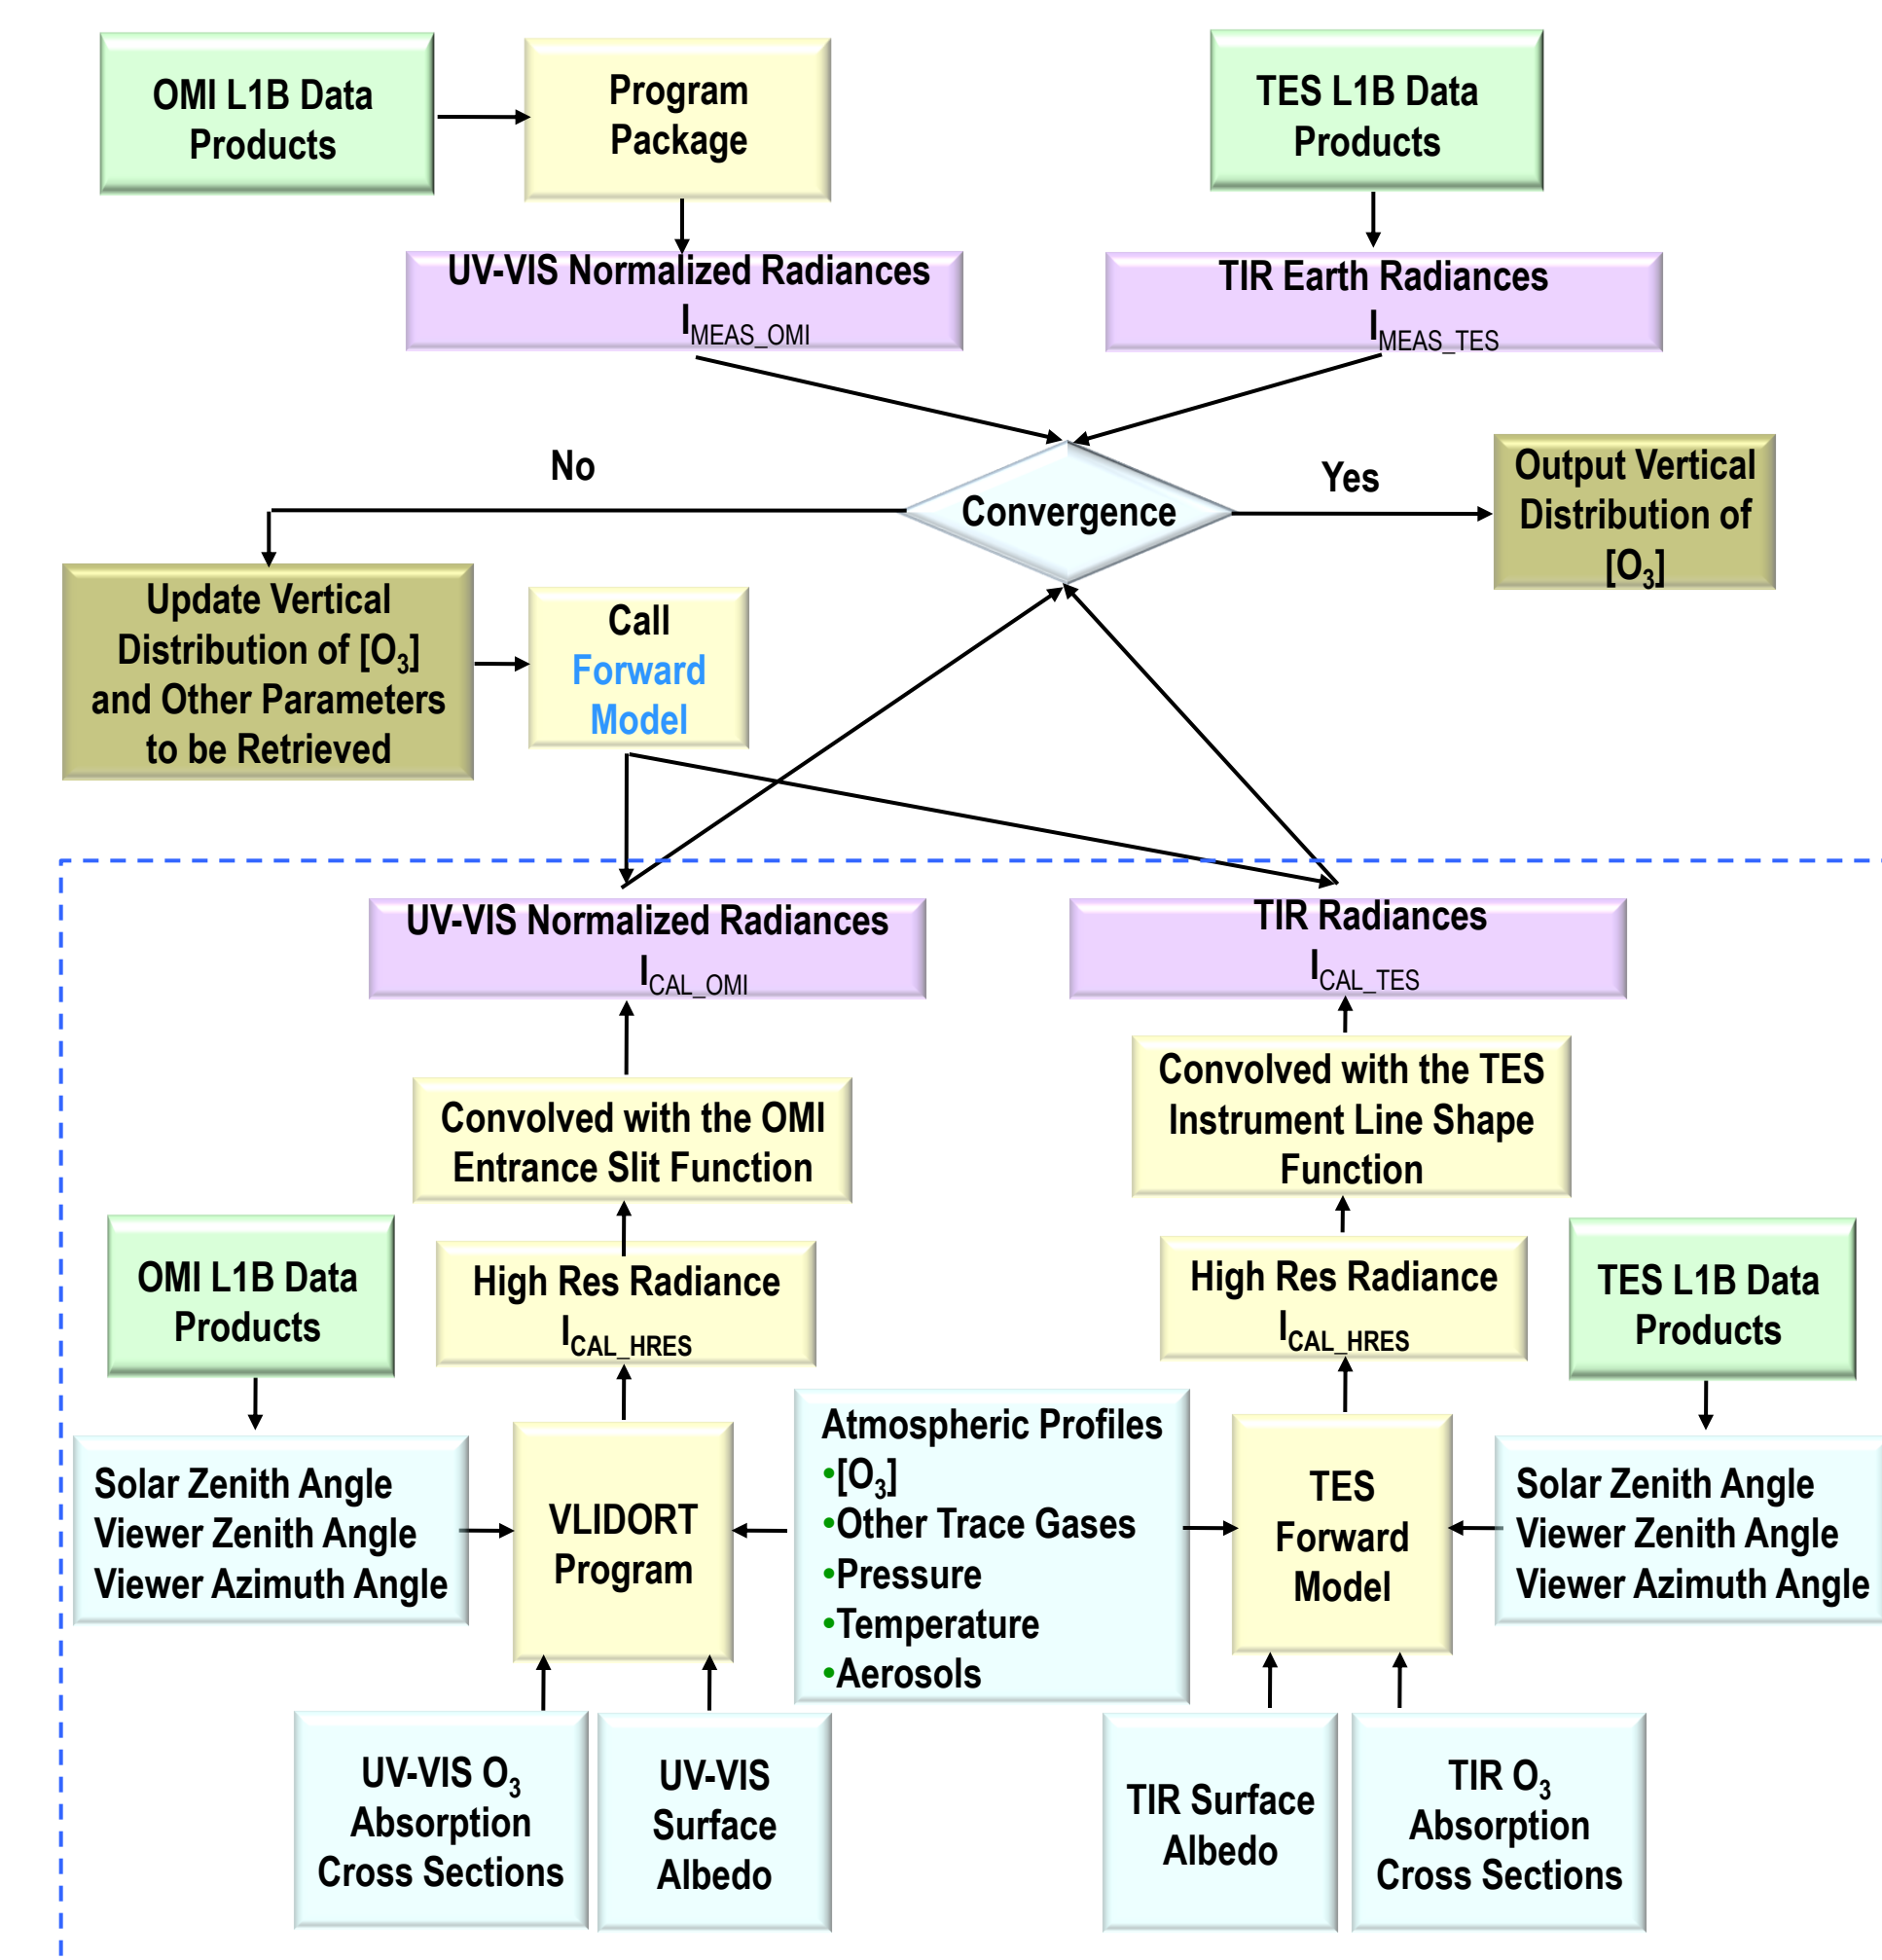 OMI L1B Data
Products
Program
Package
TES L1B Data
Products
UV-VIS Normalized Radiances
I_MEAS_OMI
TIR Earth Radiances
I_MEAS_TES
No
Convergence
Yes
Output Vertical
Distribution of
[O₃]
Update Vertical
Distribution of [O₃]
and Other Parameters
to be Retrieved
Call
Forward
Model
UV-VIS Normalized Radiances
I_CAL_OMI
TIR Radiances
I_CAL_TES
Convolved with the OMI
Entrance Slit Function
Convolved with the TES
Instrument Line Shape
Function
OMI L1B Data
Products
High Res Radiance
I_CAL_HRES
High Res Radiance
I_CAL_HRES
TES L1B Data
Products
Solar Zenith Angle
Viewer Zenith Angle
Viewer Azimuth Angle
VLIDORT
Program
Atmospheric Profiles
•[O₃]
•Other Trace Gases
•Pressure
•Temperature
•Aerosols
TES
Forward
Model
Solar Zenith Angle
Viewer Zenith Angle
Viewer Azimuth Angle
UV-VIS O₃
Absorption
Cross Sections
UV-VIS
Surface
Albedo
TIR Surface
Albedo
TIR O₃
Absorption
Cross Sections